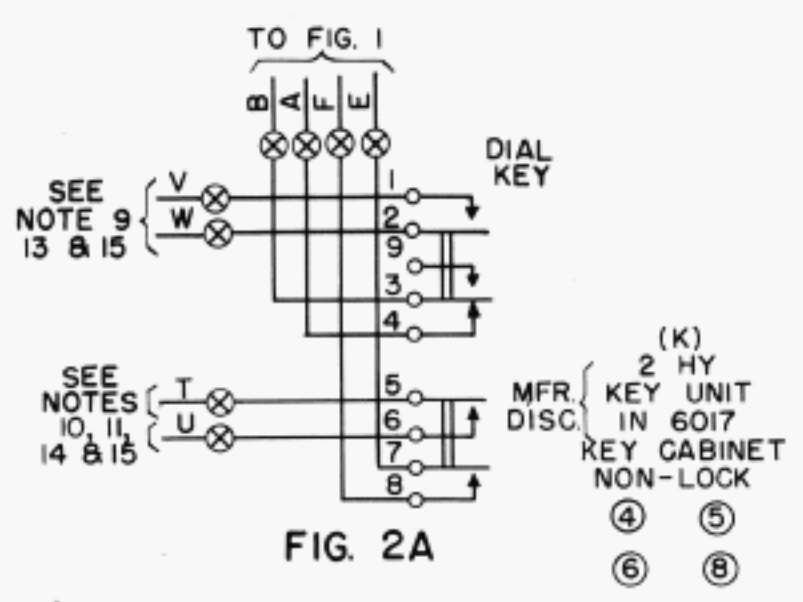 TO FIG. 1
B A F E
DIAL
KEY
SEE
NOTE 9
13 & 15
V
W
1
2
9
3
4
SEE
NOTES
10, 11,
14 & 15
T
U
5
6
7
8
MFR.
DISC.
(K)
2 HY
KEY UNIT
IN 6017
KEY CABINET
NON-LOCK
4 5
6 8
FIG. 2A